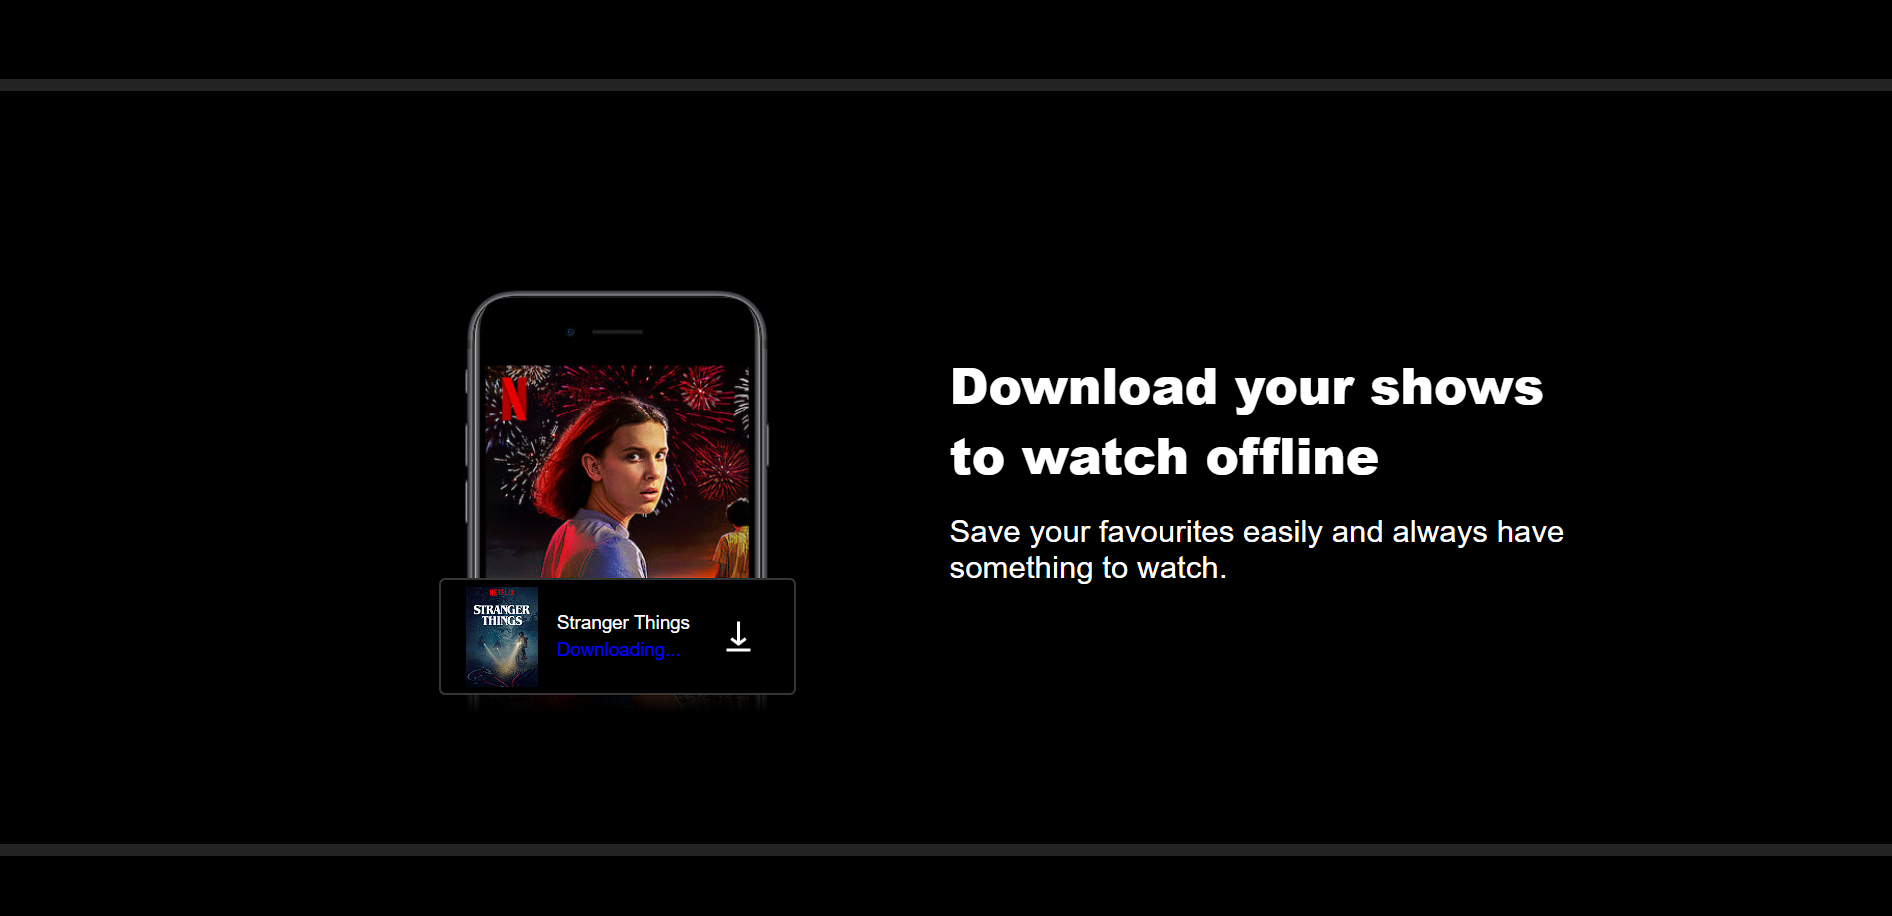 N
Download your shows
to watch offline
Save your favourites easily and always have
something to watch.
NETFLIX
STRANGER
THINGS
Stranger Things
Downloading...